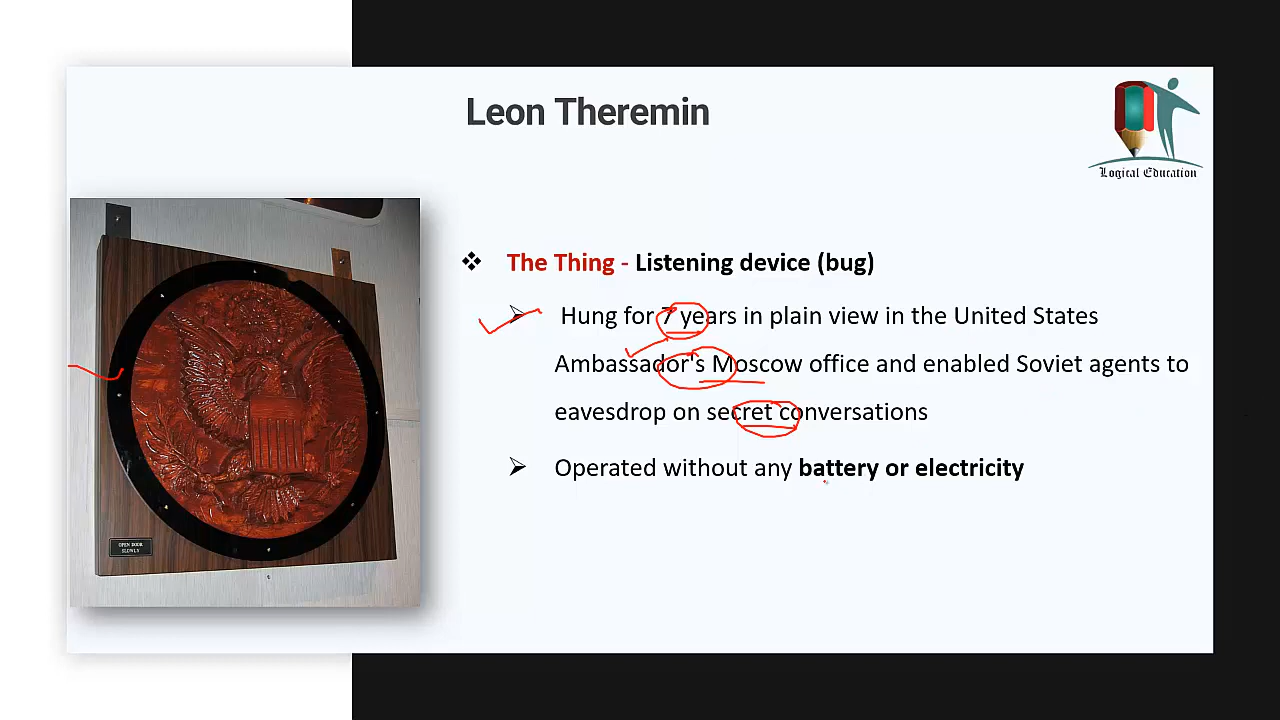 Leon Theremin
Logical Education
❖ The Thing - Listening device (bug)
➢ Hung for 7 years in plain view in the United States
Ambassador's Moscow office and enabled Soviet agents to
eavesdrop on secret conversations
➢ Operated without any battery or electricity
OPEN DOOR
SLOWLY